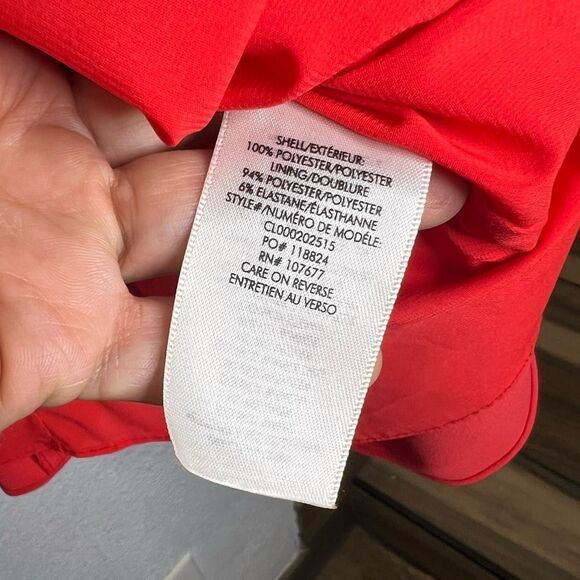 SHELL/EXTÉRIEUR:
100% POLYESTER/POLYESTER
LINING/DOUBLURE
94% POLYESTER/POLYESTER
6% ELASTANE/ÉLASTHANNE
STYLE#/NUMÉRO DE MODÈLE:
CL000202515
PO# 118824
RN# 107677
CARE ON REVERSE
ENTRETIEN AU VERSO